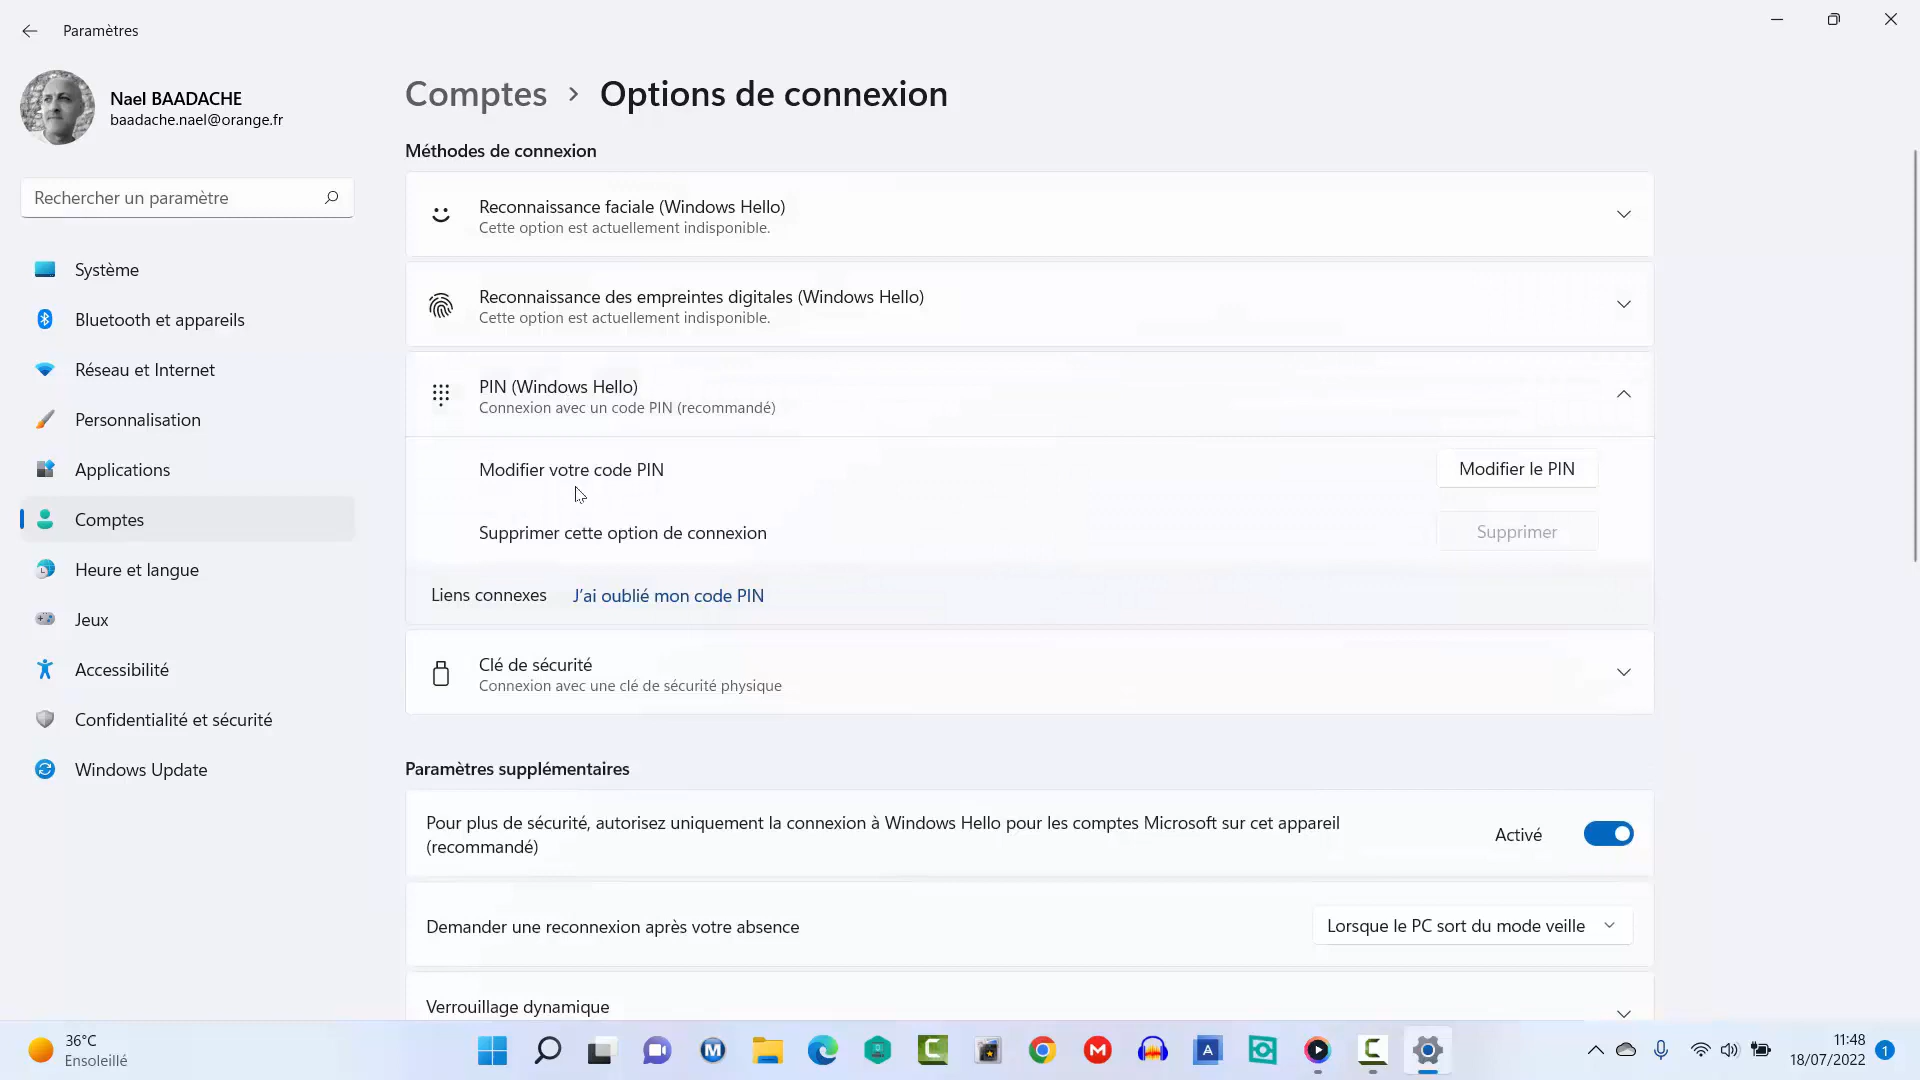 Paramètres
Nael BAADACHE
baadache.nael@orange.fr
Rechercher un paramètre
Système
Bluetooth et appareils
Réseau et Internet
Personnalisation
Applications
Comptes
Heure et langue
Jeux
Accessibilité
Confidentialité et sécurité
Windows Update
Comptes > Options de connexion
Méthodes de connexion
Reconnaissance faciale (Windows Hello)
Cette option est actuellement indisponible.
Reconnaissance des empreintes digitales (Windows Hello)
Cette option est actuellement indisponible.
PIN (Windows Hello)
Connexion avec un code PIN (recommandé)
Modifier votre code PIN
Modifier le PIN
Supprimer cette option de connexion
Supprimer
Liens connexes J'ai oublié mon code PIN
Clé de sécurité
Connexion avec une clé de sécurité physique
Paramètres supplémentaires
Pour plus de sécurité, autorisez uniquement la connexion à Windows Hello pour les comptes Microsoft sur cet appareil
(recommandé)
Activé
Demander une reconnexion après votre absence
Lorsque le PC sort du mode veille
Verrouillage dynamique
36°C
Ensoleillé
11:48
18/07/2022
1